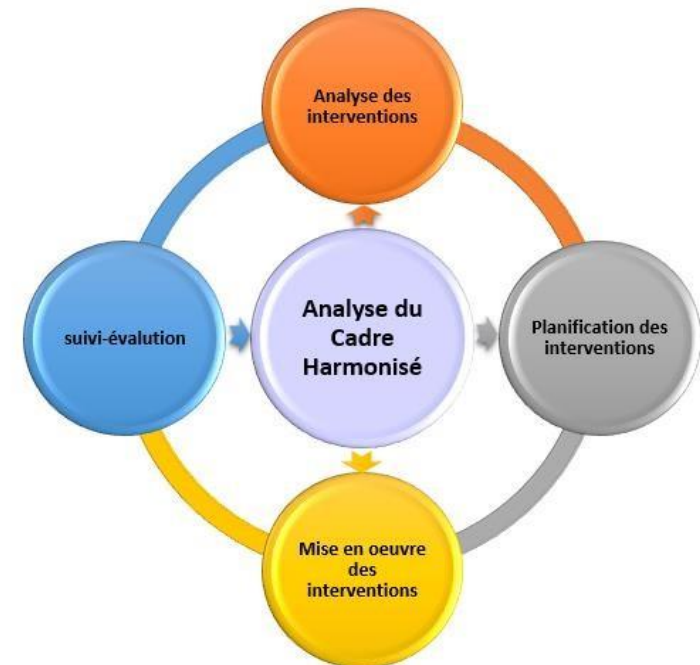 Analyse des
interventions
suivi-évalution
Analyse du
Cadre
Harmonisé
Planification des
interventions
Mise en oeuvre
des
interventions